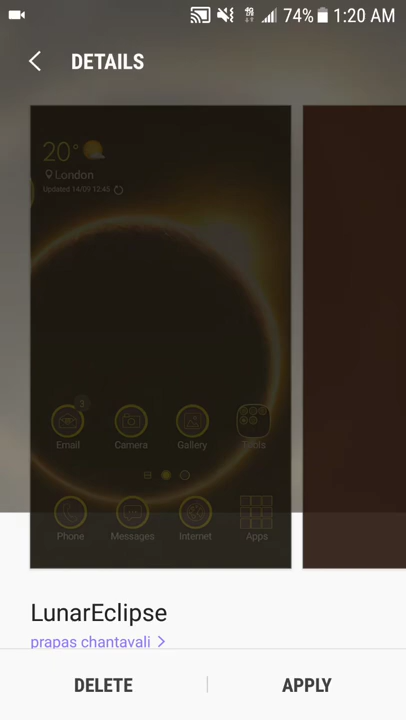 74% 1:20 AM
DETAILS
20°
London
Updated 14/09 12:43
3
Email Camera Gallery Tools
Phone Messages Internet Apps
LunarEclipse
prapas chantavali >
DELETE | APPLY